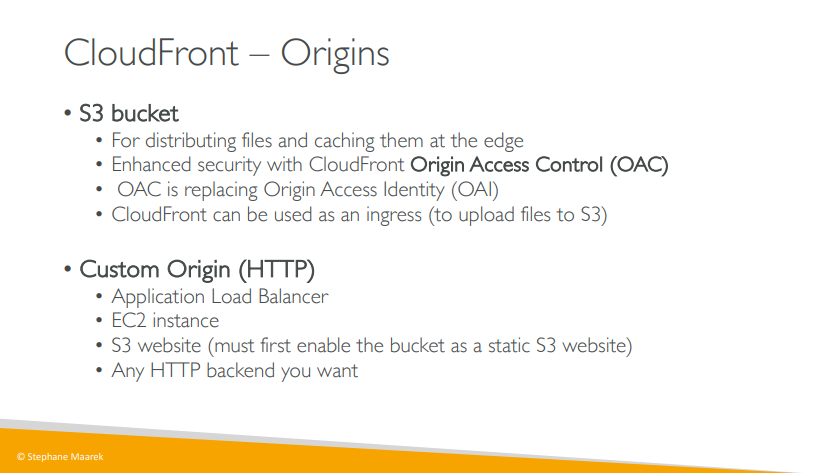 CloudFront – Origins
• S3 bucket
• For distributing files and caching them at the edge
• Enhanced security with CloudFront Origin Access Control (OAC)
• OAC is replacing Origin Access Identity (OAI)
• CloudFront can be used as an ingress (to upload files to S3)
• Custom Origin (HTTP)
• Application Load Balancer
• EC2 instance
• S3 website (must first enable the bucket as a static S3 website)
• Any HTTP backend you want
© Stephane Maarek